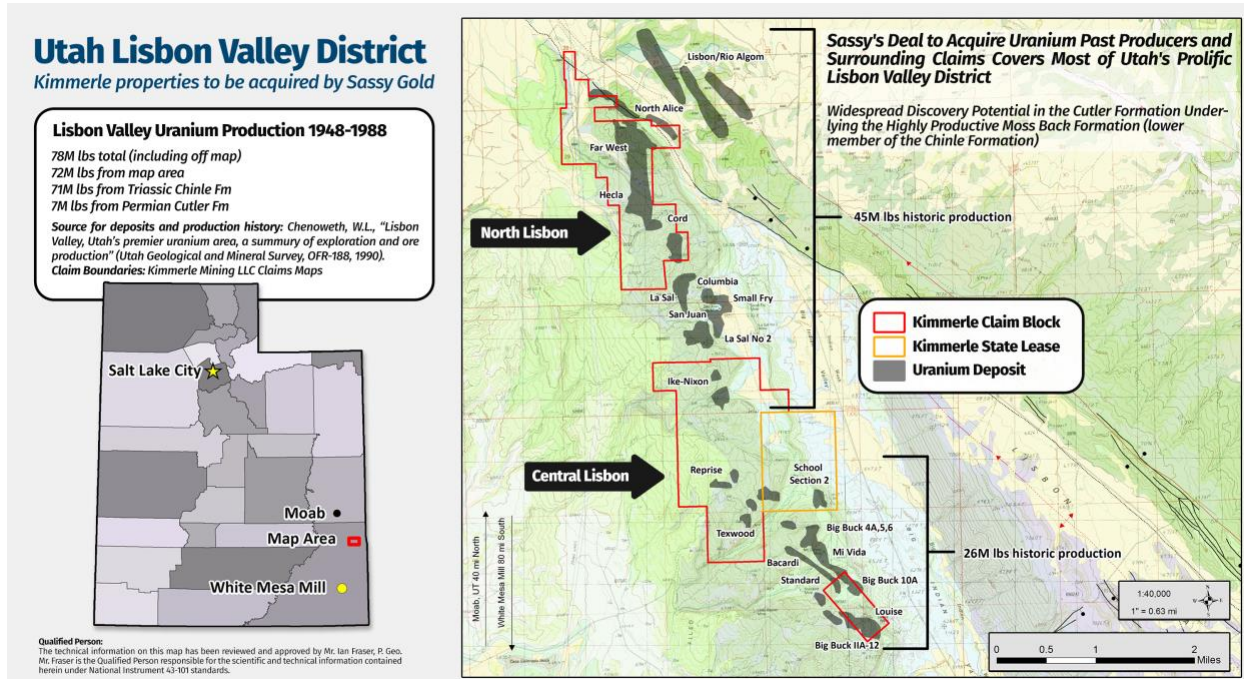 Utah Lisbon Valley District
Kimmerle properties to be acquired by Sassy Gold
Lisbon Valley Uranium Production 1948-1988
78M lbs total (including off map)
72M lbs from map area
71M lbs from Triassic Chinle Fm
7M lbs from Permian Cutler Fm
Source for deposits and production history: Chenoweth, W.L., "Lisbon
Valley, Utah's premier uranium area, a summury of exploration and ore
production" (Utah Geological and Mineral Survey, OFR-188, 1990).
Claim Boundaries: Kimmerle Mining LLC Claims Maps
Salt Lake City
Moab
Map Area
White Mesa Mill
Qualified Person:
The technical information on this map has been reviewed and approved by Mr. Ian Fraser, P. Geo.
Mr. Fraser is the Qualified Person responsible for the scientific and technical information contained
herein under National Instrument 43-101 standards.
Sassy's Deal to Acquire Uranium Past Producers and
Surrounding Claims Covers Most of Utah's Prolific
Lisbon Valley District
Widespread Discovery Potential in the Cutler Formation Under-
lying the Highly Productive Moss Back Formation (lower
member of the Chinle Formation)
Lisbon/Rio Algom
North Alice
Far West
Hecla
Cord
North Lisbon
45M lbs historic production
Columbia
La Sal
Small Fry
San Juan
La Sal No 2
Kimmerle Claim Block
Kimmerle State Lease
Uranium Deposit
Ike-Nixon
Central Lisbon
Reprise
School
Section 2
Texwood
Big Buck 4A,5,6
Mi Vida
Bacardi
Standard
Big Buck 10A
Louise
Big Buck IIA-12
26M lbs historic production
LISBON
Moab, UT 40 mi North
White Mesa Mill 80 mi South
1:40,000
1" = 0.63 mi
0 0.5 1 2
Miles